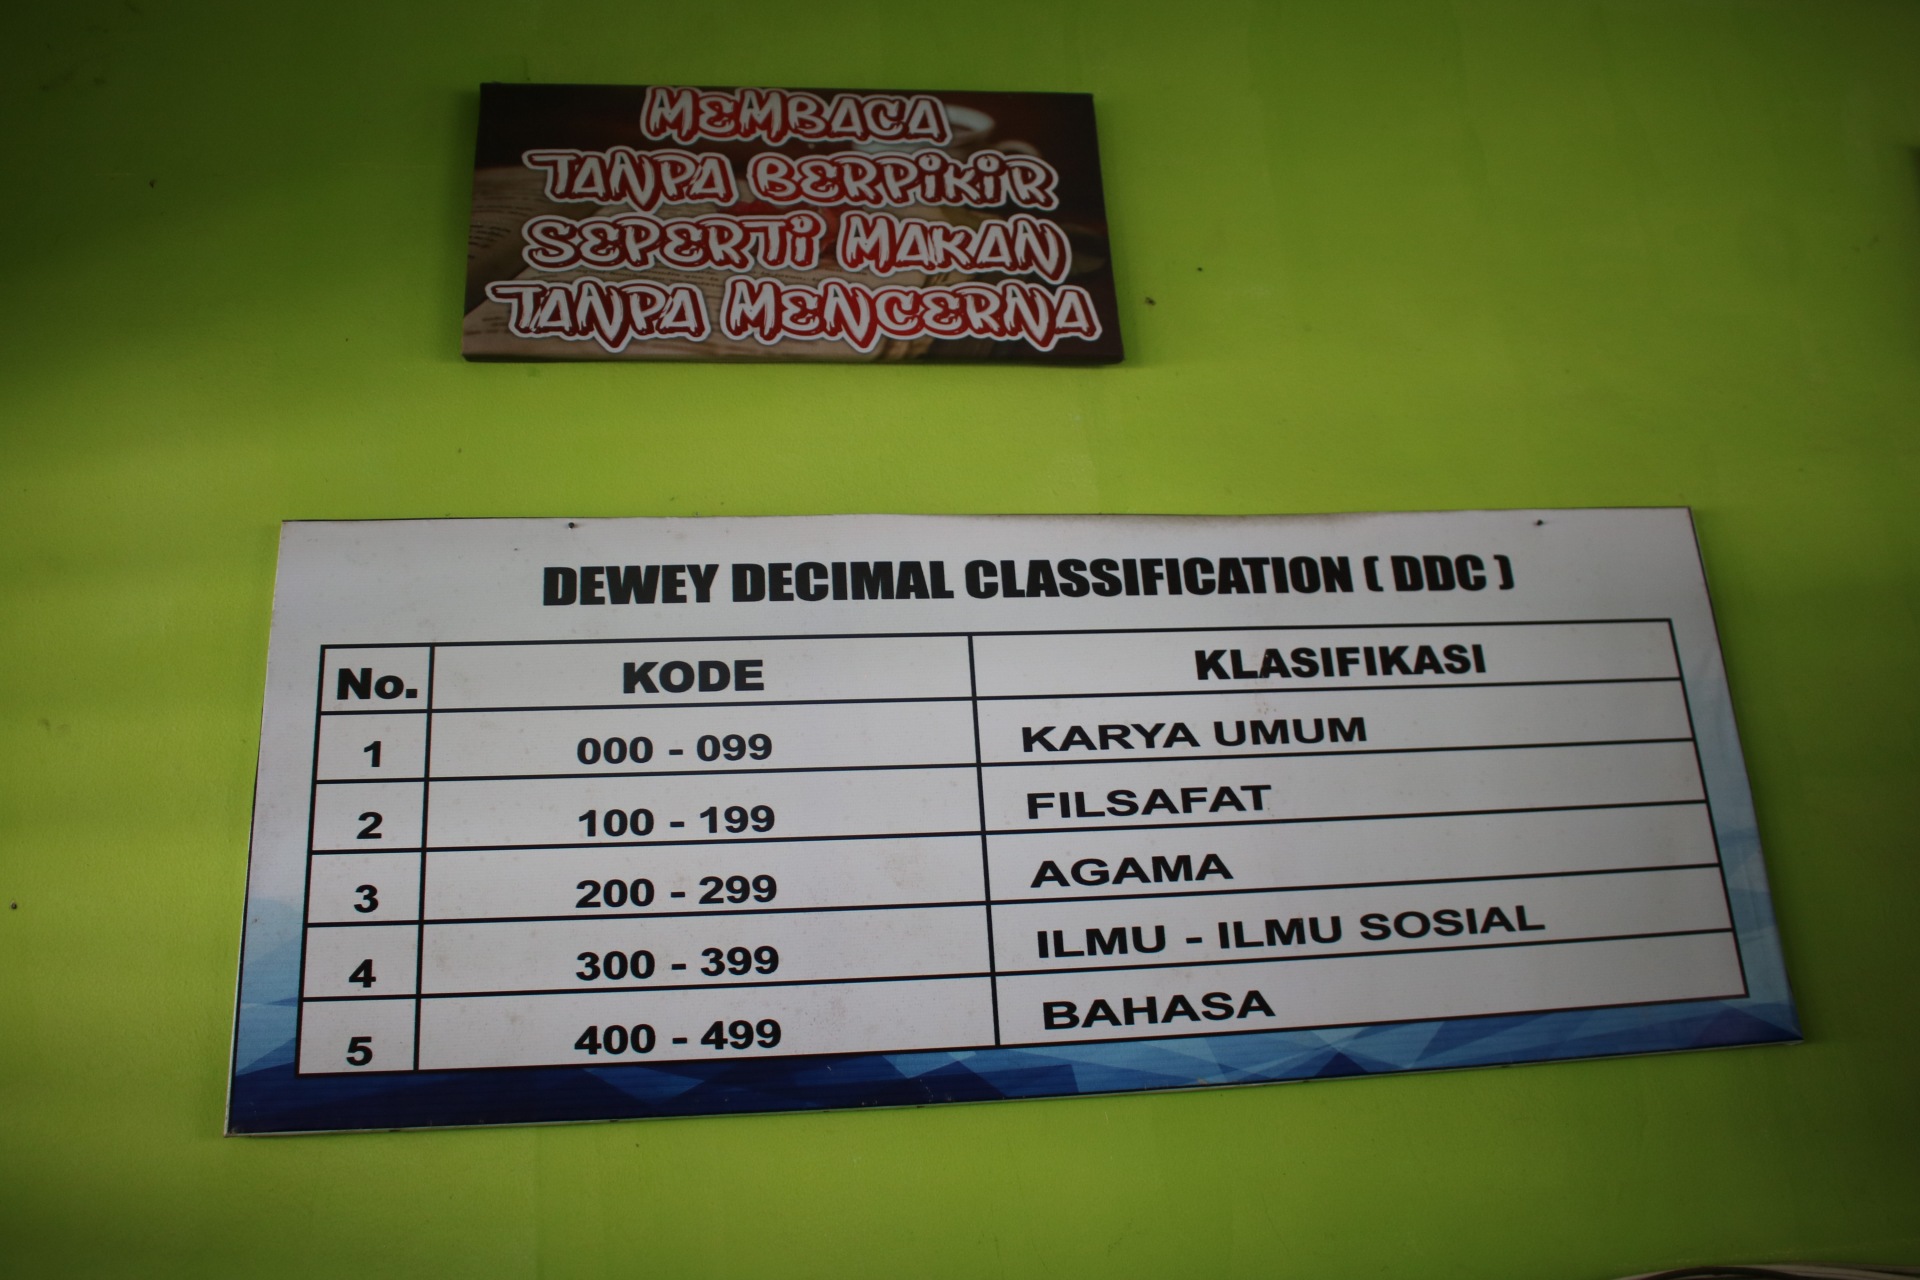 MEMBACA
TANPA BERPIKIR
SEPERTI MAKAN
TANPA MENCERNA
DEWEY DECIMAL CLASSIFICATION ( DDC )
No. KODE KLASIFIKASI
1 000 - 099 KARYA UMUM
2 100 - 199 FILSAFAT
3 200 - 299 AGAMA
4 300 - 399 ILMU - ILMU SOSIAL
5 400 - 499 BAHASA